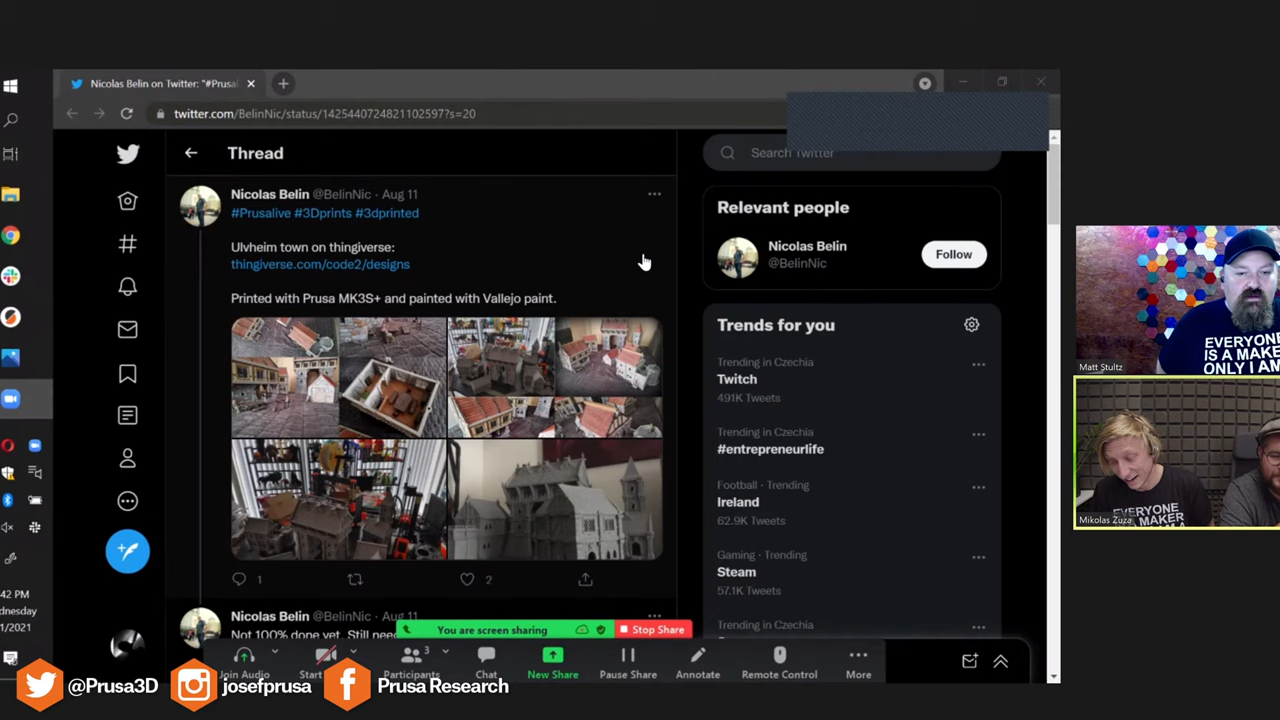 Nicolas Belin on Twitter: "#Prusal
twitter.com/BelinNic/status/1425440724821102597?s=20
Thread
Search Twitter
Nicolas Belin @BelinNic · Aug 11
#Prusalive #3Dprints #3dprinted
Ulvheim town on thingiverse:
thingiverse.com/code2/designs
Printed with Prusa MK3S+ and painted with Vallejo paint.
1
2
Nicolas Belin @BelinNic · Aug 11
Not 100% done yet. Still nee
Relevant people
Nicolas Belin
@BelinNic
Follow
Trends for you
Trending in Czechia
Twitch
491K Tweets
Trending in Czechia
#entrepreneurlife
Football · Trending
Ireland
62.9K Tweets
Gaming · Trending
Steam
57.1K Tweets
Trending in Czechia
You are screen sharing
Stop Share
Join Audio
Start
3
Participants
Chat
New Share
Pause Share
Annotate
Remote Control
More
:42 PM
dnesday
1/2021
EVERYONE
IS A MAKE
ONLY I AM
Matt Stultz
EVERYONE
A MAKER
I AM
Mikolas Zuza
@Prusa3D
josefprusa
Prusa Research